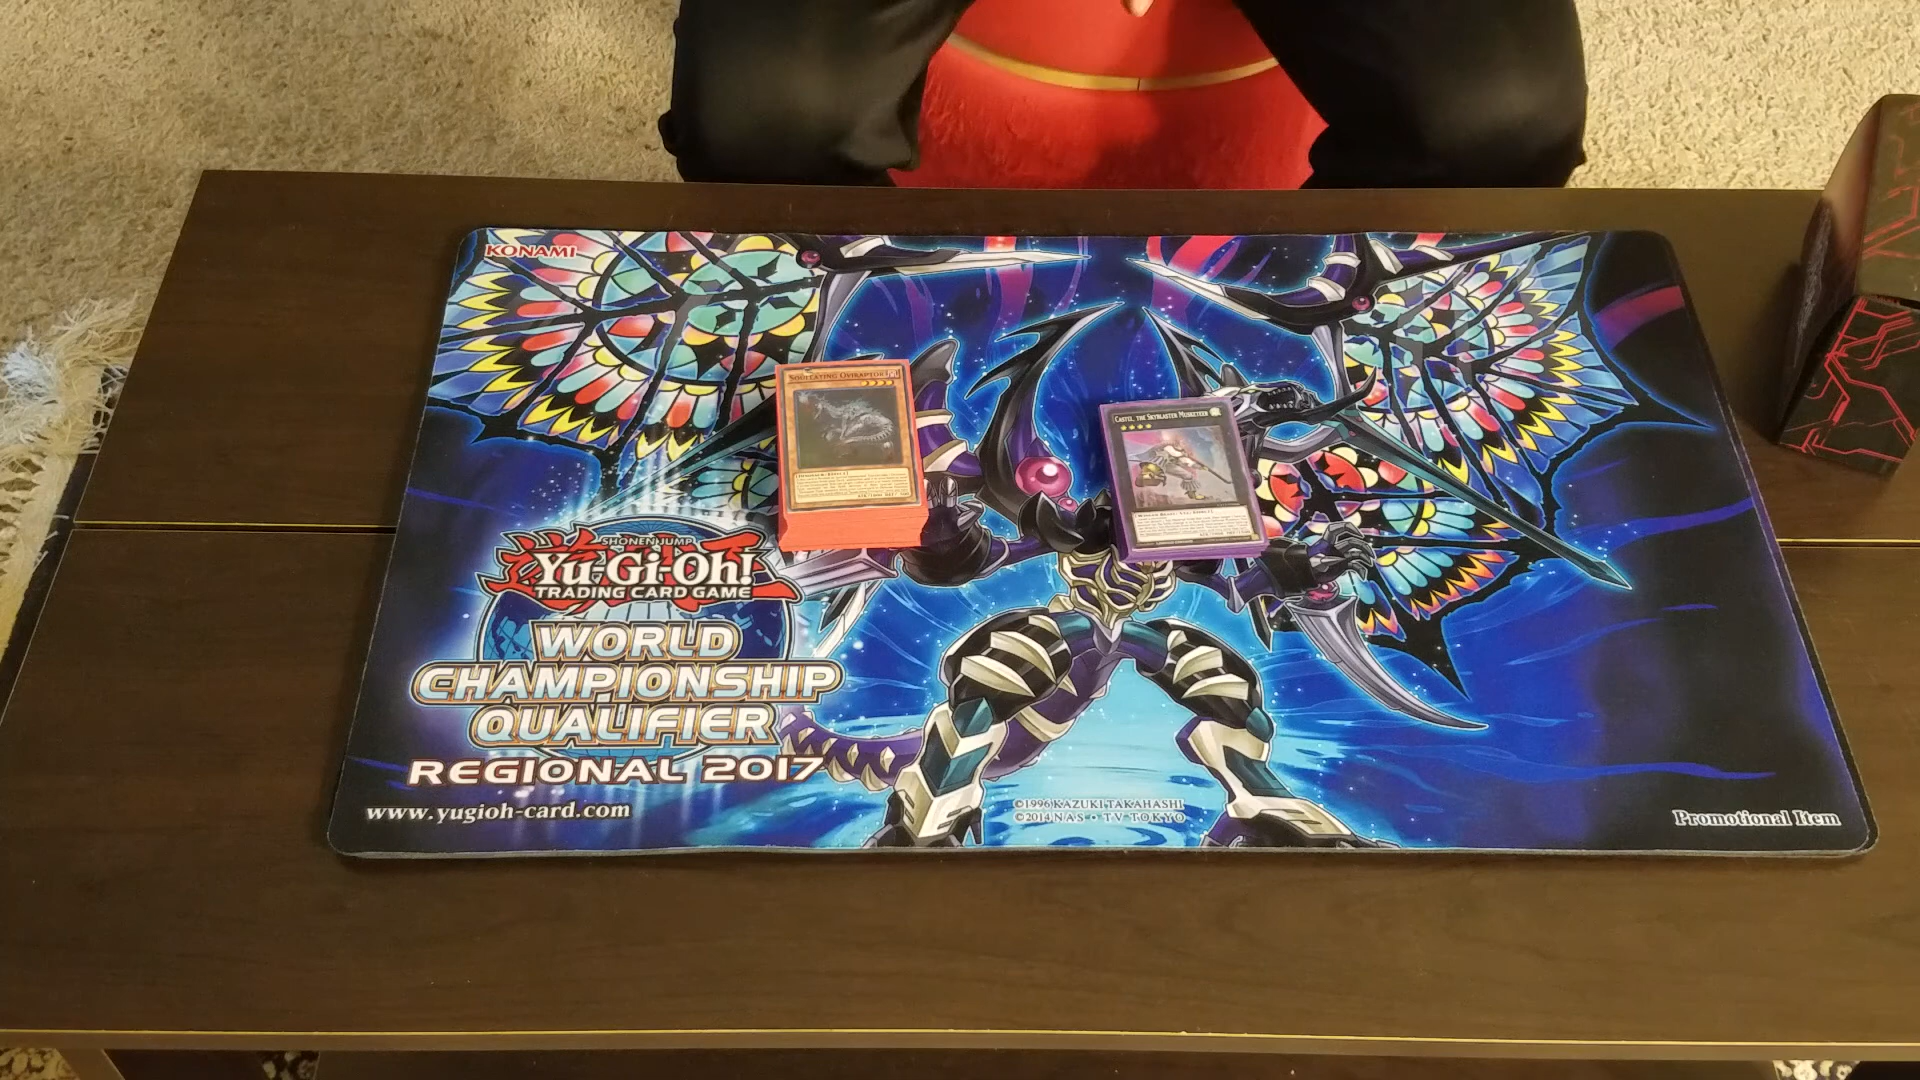 KONAMI
SOULEATING OVIRAPTOR
CASTEL, THE SKYBLASTER MUSKETEER
SHONEN JUMP
Yu-Gi-Oh!
TRADING CARD GAME
WORLD
CHAMPIONSHIP
QUALIFIER
REGIONAL 2017
www.yugioh-card.com
©1996 KAZUKI TAKAHASHI
©2014 NAS • TV TOKYO
Promotional Item